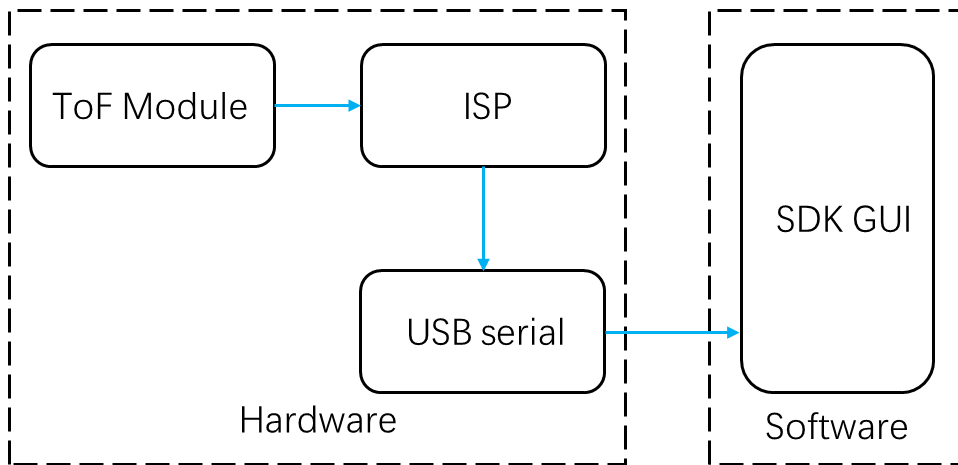 ToF Module
ISP
SDK GUI
USB serial
Hardware
Software